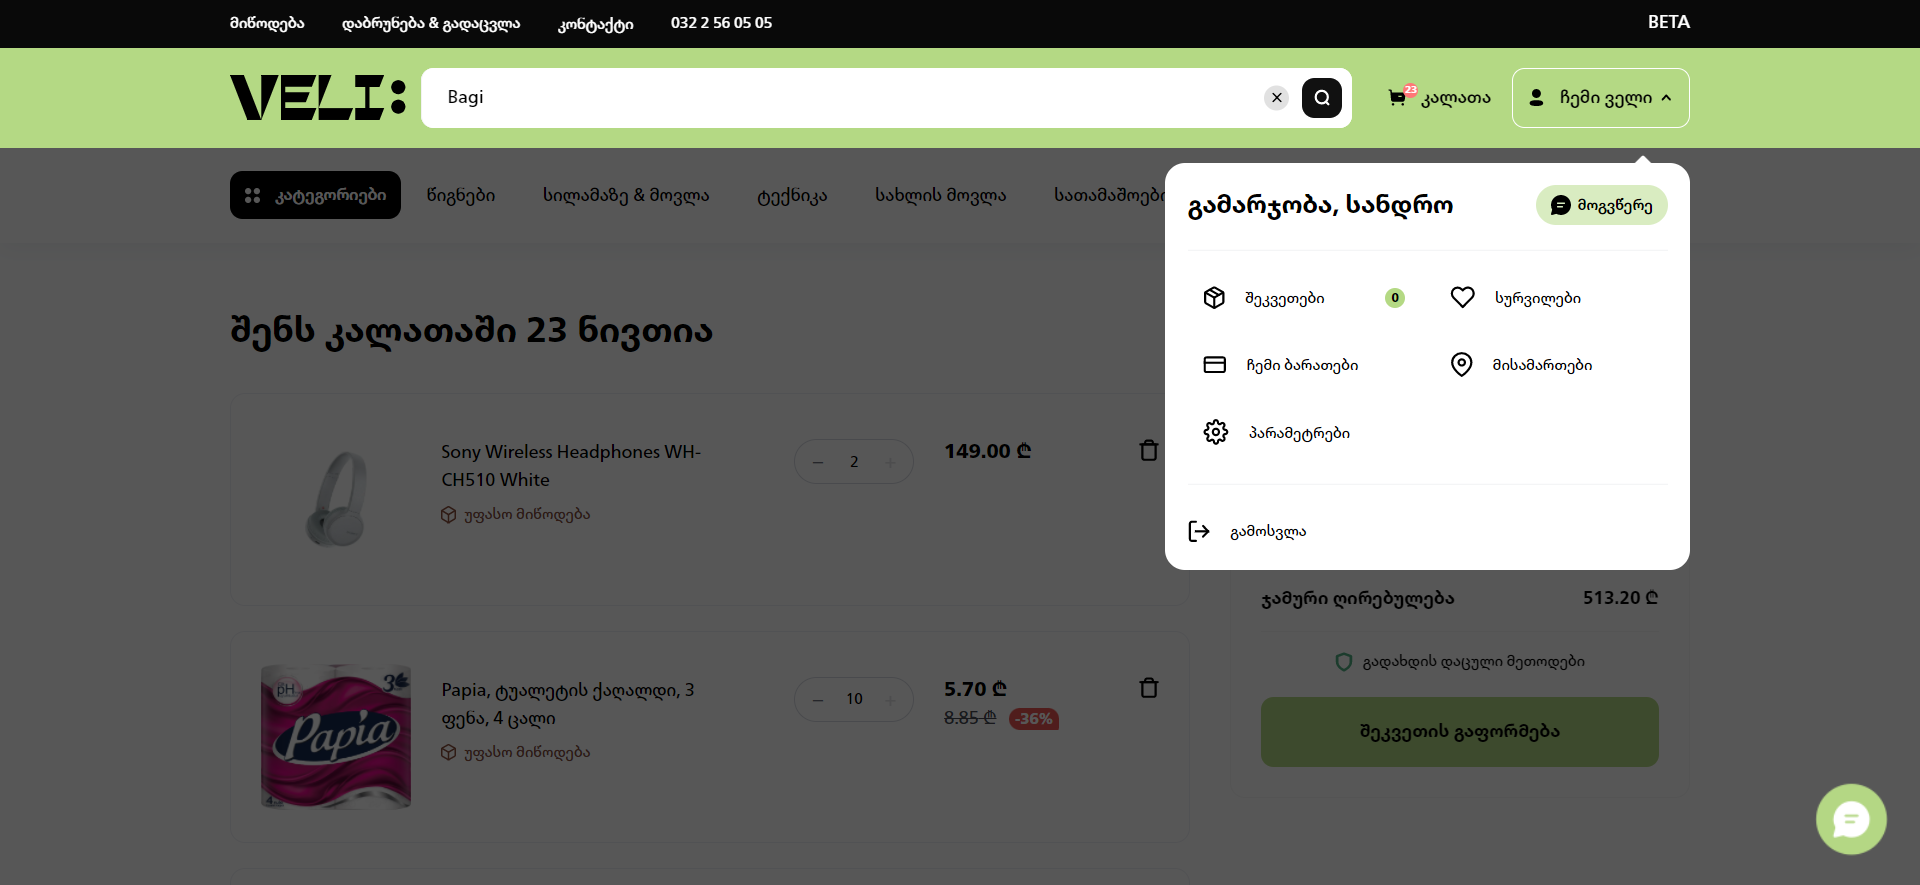 მიწოდება
დაბრუნება & გადაცვლა
კონტაქტი
032 2 56 05 05
BETA
VELI:
Bagi
23
კალათა
ჩემი ველი
კატეგორიები
წიგნები
სილამაზე & მოვლა
ტექნიკა
სახლის მოვლა
სათამაშოები
გამარჯობა, სანდრო
მოგვწერე
შეკვეთები
0
სურვილები
ჩემი ბარათები
მისამართები
პარამეტრები
გამოსვლა
შენს კალათაში 23 ნივთია
Sony Wireless Headphones WH-
CH510 White
უფასო მიწოდება
2
149.00 ₾
Papia, ტუალეტის ქაღალდი, 3
ფენა, 4 ცალი
უფასო მიწოდება
10
5.70 ₾
8.85 ₾
-36%
pH
3
Papia
4
ჯამური ღირებულება
513.20 ₾
გადახდის დაცული მეთოდები
შეკვეთის გაფორმება